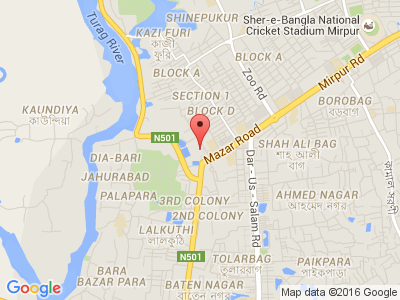 SHINEPUKUR
Sher-e-Bangla National
Cricket Stadium Mirpur
Turag River
KAZI FURI
কাজী
ফুরি
BLOCK A
BLOCK A
Zoo Rd
Mirpur Rd
SECTION 1
BLOCK D
KAUNDIYA
কাউন্দিয়া
BOROBAG
বড়বাগ
N501
Mazar Road
SHAH ALI BAG
শাহ আলী
বাগ
DIA-BARI
JAHURABAD
PALAPARA
Dar - Us - Salam Rd
AHMED NAGAR
আহমেদ নগর
3RD COLONY
2ND COLONY
LALKUTHI
লালকুঠি
N501
TOLARBAG
তোলারবাগ
PAIKPARA
পাইকপাড়া
BARA
BAZAR PARA
BATEN NAGAR
বাতেন নগর
Google
Map data ©2016 Google